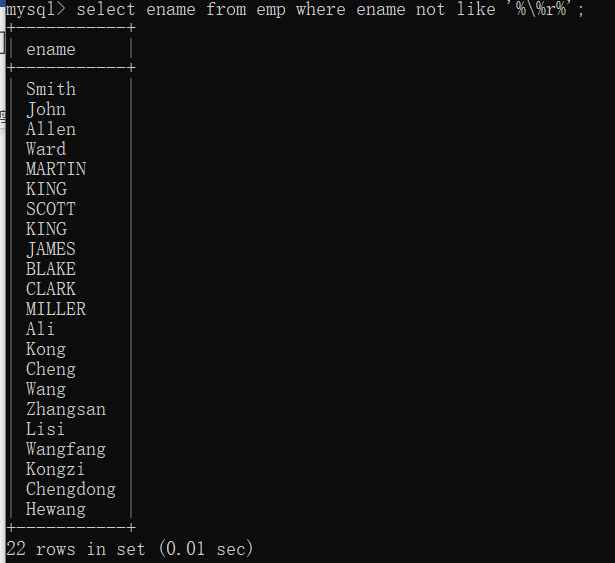 mysql> select ename from emp where ename not like '%\%r%';
+-----------+
| ename     |
+-----------+
| Smith     |
| John      |
| Allen     |
| Ward      |
| MARTIN    |
| KING      |
| SCOTT     |
| KING      |
| JAMES     |
| BLAKE     |
| CLARK     |
| MILLER    |
| Ali       |
| Kong      |
| Cheng     |
| Wang      |
| Zhangsan  |
| Lisi      |
| Wangfang  |
| Kongzi    |
| Chengdong |
| Hewang    |
+-----------+
22 rows in set (0.01 sec)